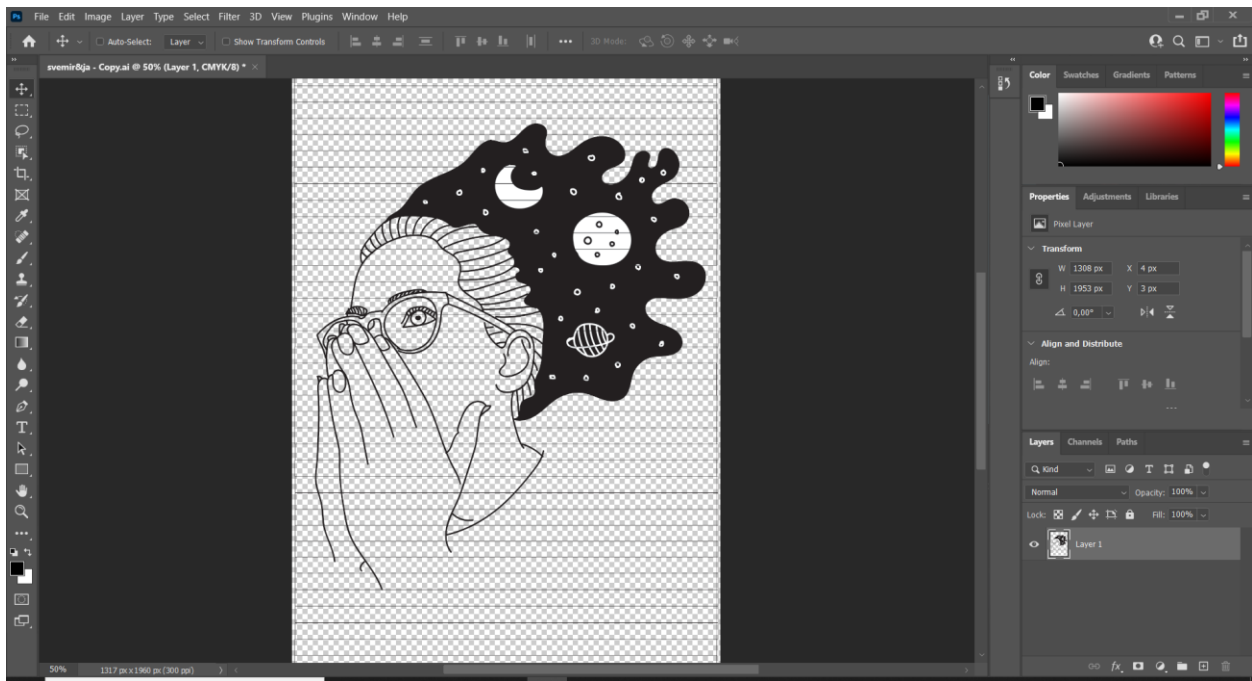 Ps File Edit Image Layer Type Select Filter 3D View Plugins Window Help
Auto-Select: Layer Show Transform Controls 3D Mode:
svemir&ja - Copy.ai @ 50% (Layer 1, CMYK/8) *
Color Swatches Gradients Patterns
Properties Adjustments Libraries
Pixel Layer
Transform
W 1308 px X 4 px
H 1953 px Y 3 px
0,00°
Align and Distribute
Align:
Layers Channels Paths
Kind
Normal Opacity: 100%
Lock: Fill: 100%
Layer 1
50% 1317 px x 1960 px (300 ppi)
fx